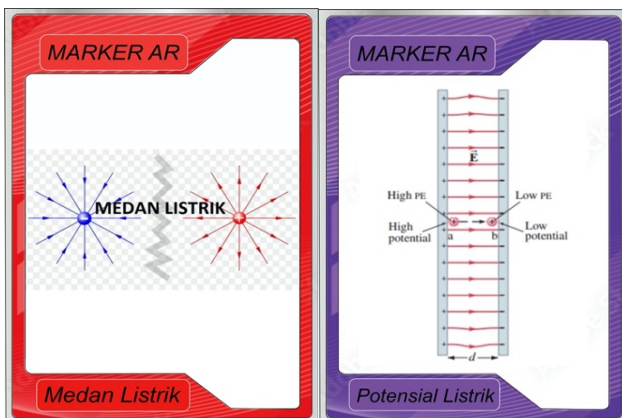 MARKER AR
MEDAN LISTRIK
Medan Listrik
MARKER AR
E
High PE
Low PE
High
potential
a
b
Low
potential
d
Potensial Listrik